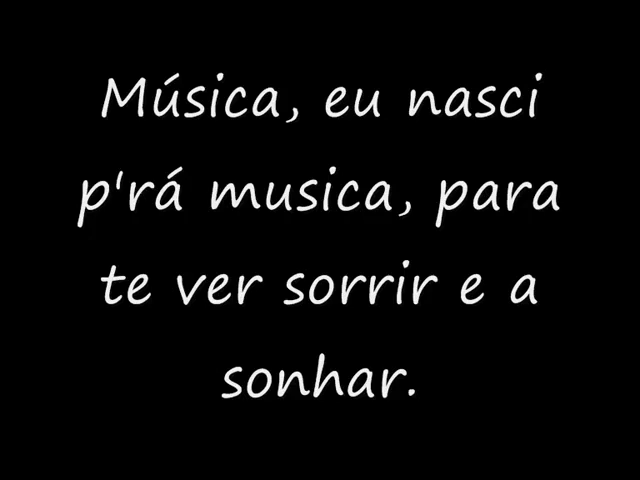 Música, eu nasci
p'rá musica, para
te ver sorrir e a
sonhar.